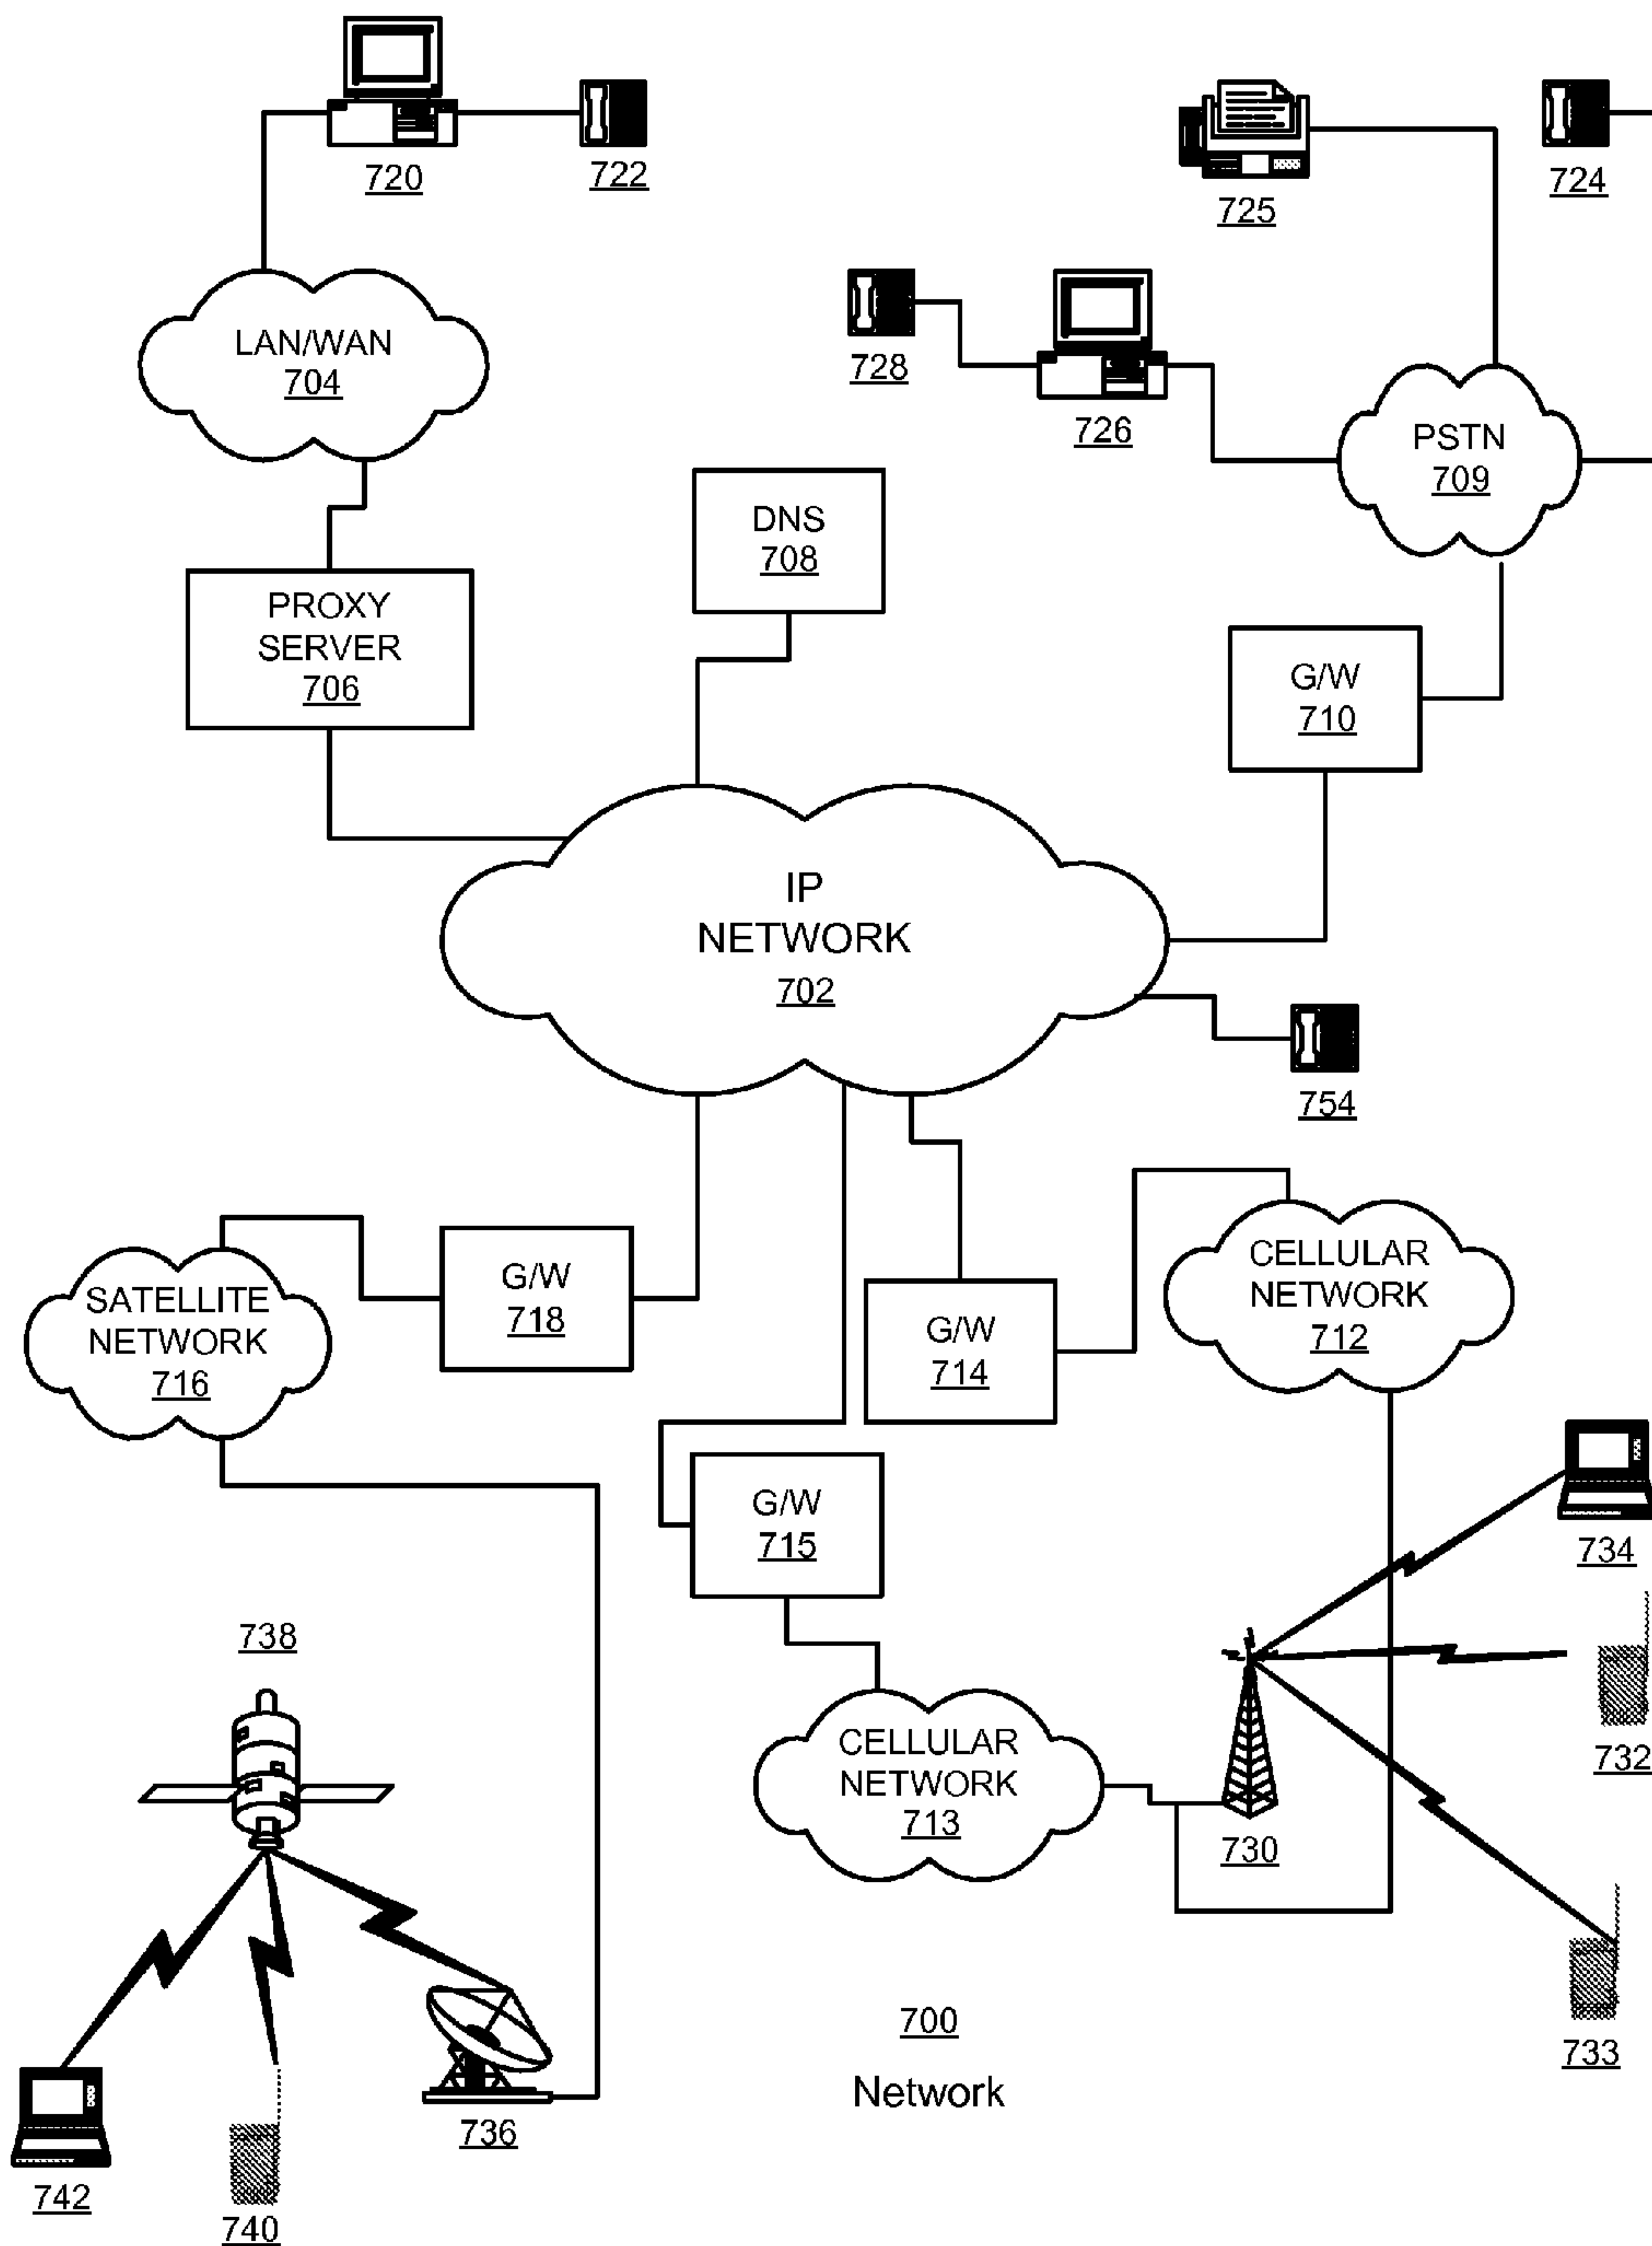 720
722
725
724
LAN/WAN
704
728
726
PSTN
709
DNS
708
PROXY
SERVER
706
G/W
710
IP
NETWORK
702
754
CELLULAR
NETWORK
712
G/W
718
SATELLITE
NETWORK
716
G/W
714
G/W
715
734
738
732
CELLULAR
NETWORK
713
730
700
Network
733
736
742
740